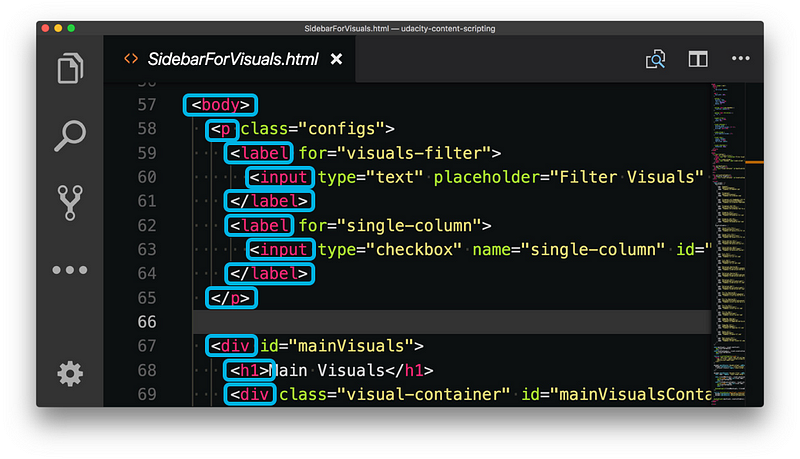 SidebarForVisuals.html — udacity-content-scripting
<> SidebarForVisuals.html ×
57 <body>
58 <p class="configs">
59 <label for="visuals-filter">
60 <input type="text" placeholder="Filter Visuals"
61 </label>
62 <label for="single-column">
63 <input type="checkbox" name="single-column" id="
64 </label>
65 </p>
66
67 <div id="mainVisuals">
68 <h1>Main Visuals</h1>
69 <div class="visual-container" id="mainVisualsConta